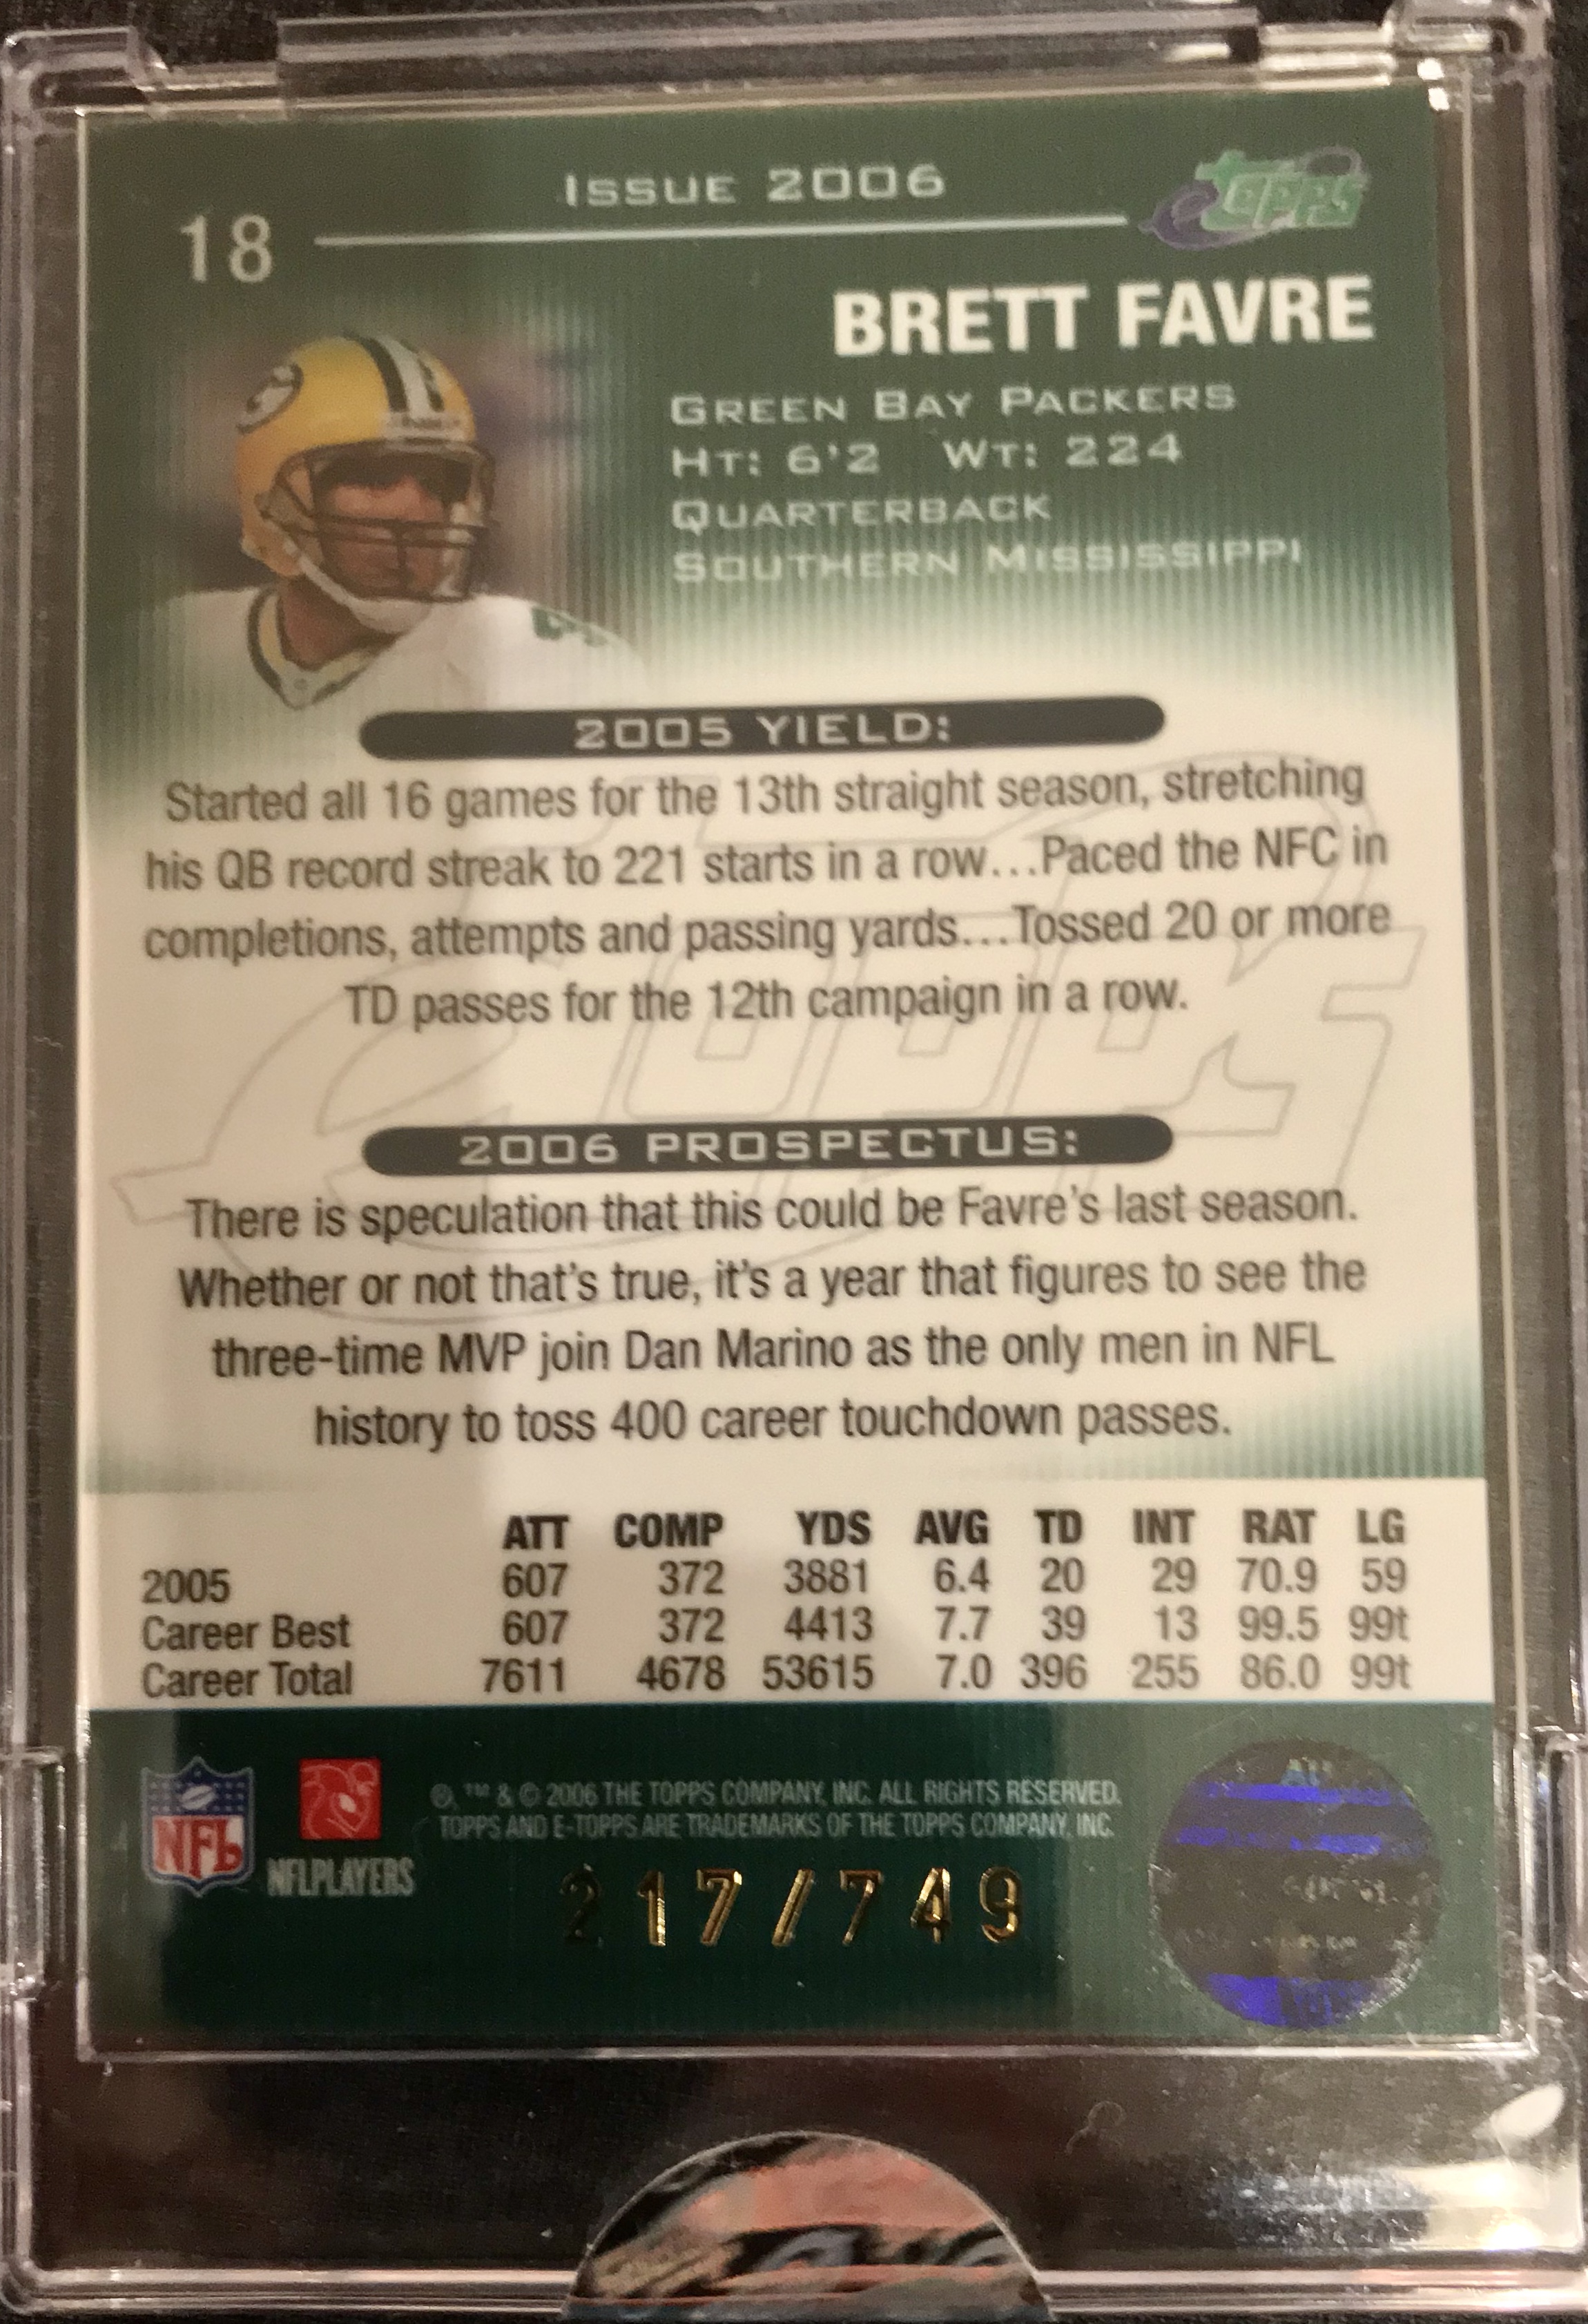 ISSUE 2006
etopps
18
BRETT FAVRE
GREEN BAY PACKERS
HT: 6'2 WT: 224
QUARTERBACK
SOUTHERN MISSISSIPPI
2005 YIELD:
Started all 16 games for the 13th straight season, stretching
his QB record streak to 221 starts in a row...Paced the NFC in
completions, attempts and passing yards...Tossed 20 or more
TD passes for the 12th campaign in a row.
2006 PROSPECTUS:
There is speculation that this could be Favre's last season.
Whether or not that's true, it's a year that figures to see the
three-time MVP join Dan Marino as the only men in NFL
history to toss 400 career touchdown passes.
ATT COMP YDS AVG TD INT RAT LG
2005 607 372 3881 6.4 20 29 70.9 59
Career Best 607 372 4413 7.7 39 13 99.5 99t
Career Total 7611 4678 53615 7.0 396 255 86.0 99t
®, ™ & © 2006 THE TOPPS COMPANY, INC. ALL RIGHTS RESERVED.
TOPPS AND E-TOPPS ARE TRADEMARKS OF THE TOPPS COMPANY, INC.
NFL
NFLPLAYERS
217/749